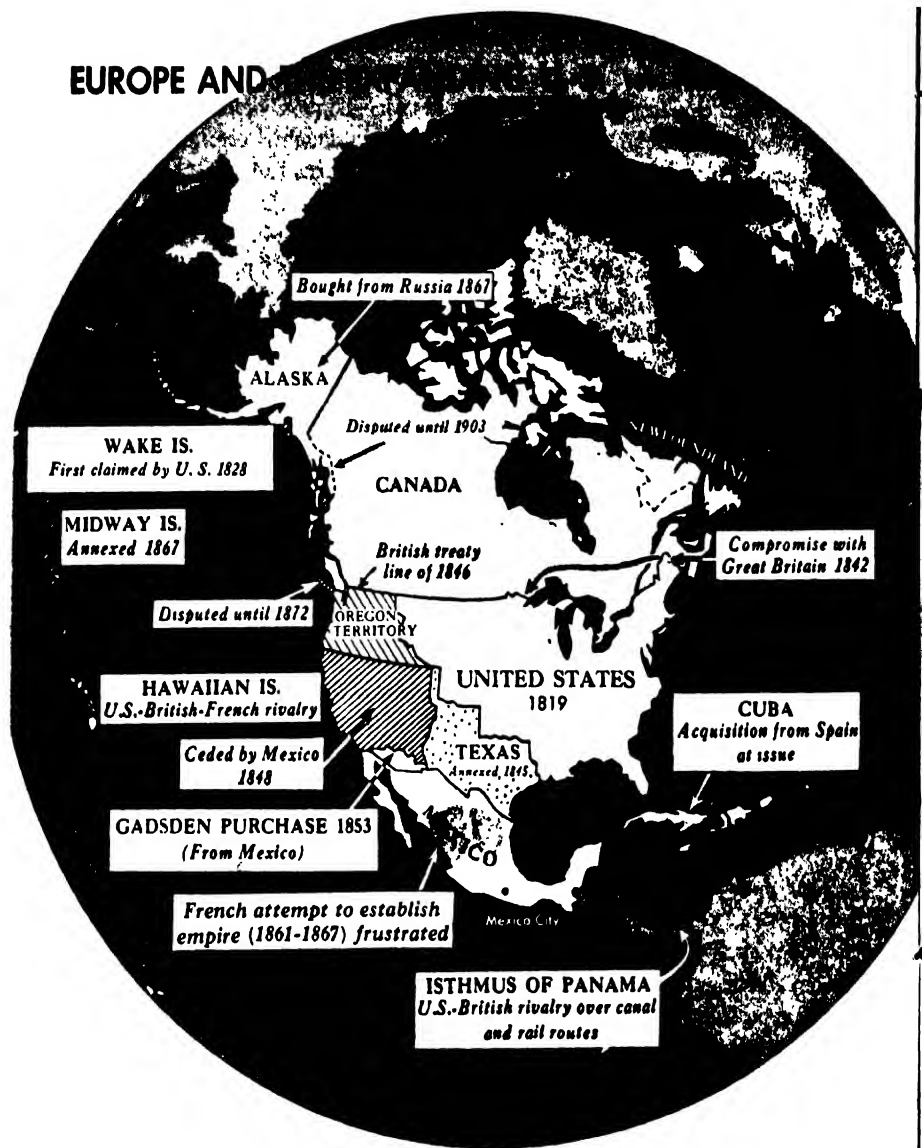 EUROPE AND
Bought from Russia 1867
ALASKA
Disputed until 1903
WAKE IS.
First claimed by U. S. 1828
CANADA
MIDWAY IS.
Annexed 1867
British treaty
line of 1846
Compromise with
Great Britain 1842
Disputed until 1872
OREGON
TERRITORY
UNITED STATES
1819
HAWAIIAN IS.
U.S.-British-French rivalry
CUBA
Acquisition from Spain
at issue
Ceded by Mexico
1848
TEXAS
Annexed, 1845
GADSDEN PURCHASE 1853
(From Mexico)
French attempt to establish
empire (1861-1867) frustrated
Mexico City
ISTHMUS OF PANAMA
U.S.-British rivalry over canal
and rail routes